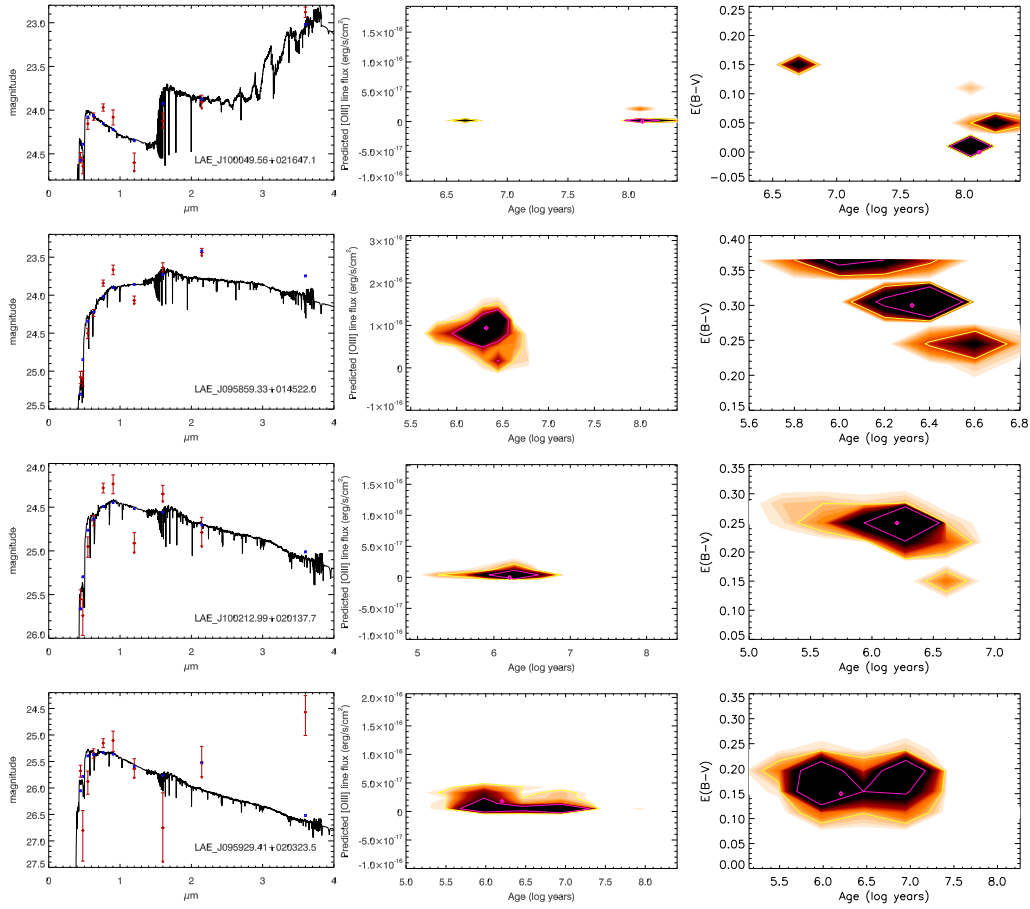 23.0
23.5
24.0
24.5
magnitude
0 1 2 3 4
μm
LAE_J100049.56+021647.1
1.5×10⁻¹⁶
1.0×10⁻¹⁶
5.0×10⁻¹⁷
0
−5.0×10⁻¹⁷
−1.0×10⁻¹⁶
Predicted [OIII] line flux (erg/s/cm²)
6.5 7.0 7.5 8.0
Age (log years)
0.25
0.20
0.15
0.10
0.05
0.00
−0.05
E(B−V)
6.5 7.0 7.5 8.0
Age (log years)
23.5
24.0
24.5
25.0
25.5
magnitude
0 1 2 3 4
μm
LAE_J095859.33+014522.0
3×10⁻¹⁶
2×10⁻¹⁶
1×10⁻¹⁶
0
−1×10⁻¹⁶
Predicted [OIII] line flux (erg/s/cm²)
5.5 6.0 6.5 7.0 7.5 8.0
Age (log years)
0.40
0.35
0.30
0.25
0.20
0.15
E(B−V)
5.6 5.8 6.0 6.2 6.4 6.6 6.8
Age (log years)
24.0
24.5
25.0
25.5
26.0
magnitude
0 1 2 3 4
μm
LAE_J100212.99+020137.7
1.5×10⁻¹⁶
1.0×10⁻¹⁶
5.0×10⁻¹⁷
0
−5.0×10⁻¹⁷
−1.0×10⁻¹⁶
Predicted [OIII] line flux (erg/s/cm²)
5 6 7 8
Age (log years)
0.35
0.30
0.25
0.20
0.15
0.10
0.05
E(B−V)
5.0 5.5 6.0 6.5 7.0
Age (log years)
25.0
25.5
26.0
26.5
27.0
27.5
magnitude
0 1 2 3 4
μm
LAE_J095929.41+020323.5
2.0×10⁻¹⁶
1.5×10⁻¹⁶
1.0×10⁻¹⁶
5.0×10⁻¹⁷
0
−5.0×10⁻¹⁷
−1.0×10⁻¹⁶
Predicted [OIII] line flux (erg/s/cm²)
5.0 5.5 6.0 6.5 7.0 7.5 8.0
Age (log years)
0.35
0.30
0.25
0.20
0.15
0.10
0.05
0.00
E(B−V)
5.5 6.0 6.5 7.0 7.5 8.0
Age (log years)